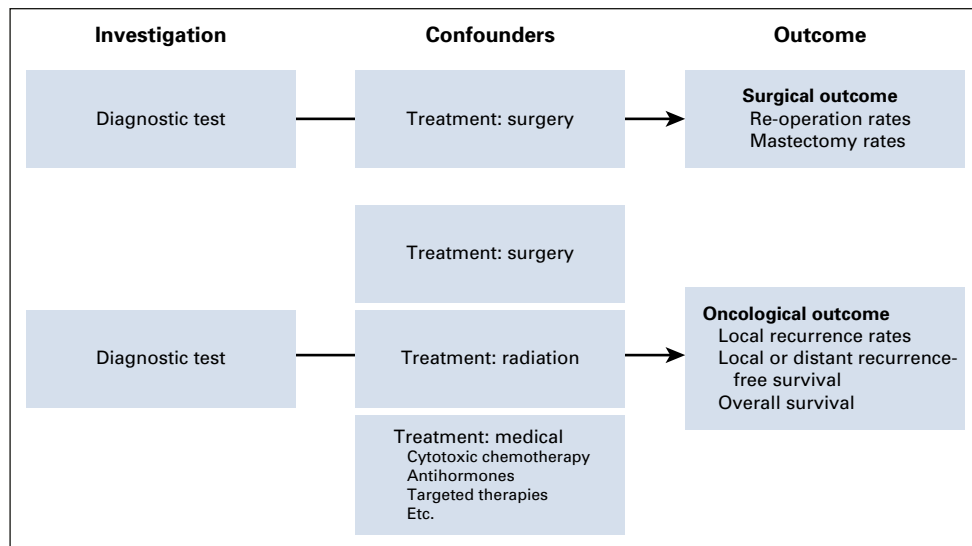 Investigation
Confounders
Outcome
Diagnostic test
Treatment: surgery
Surgical outcome
Re-operation rates
Mastectomy rates
Treatment: surgery
Diagnostic test
Treatment: radiation
Oncological outcome
Local recurrence rates
Local or distant recurrence-
free survival
Overall survival
Treatment: medical
Cytotoxic chemotherapy
Antihormones
Targeted therapies
Etc.